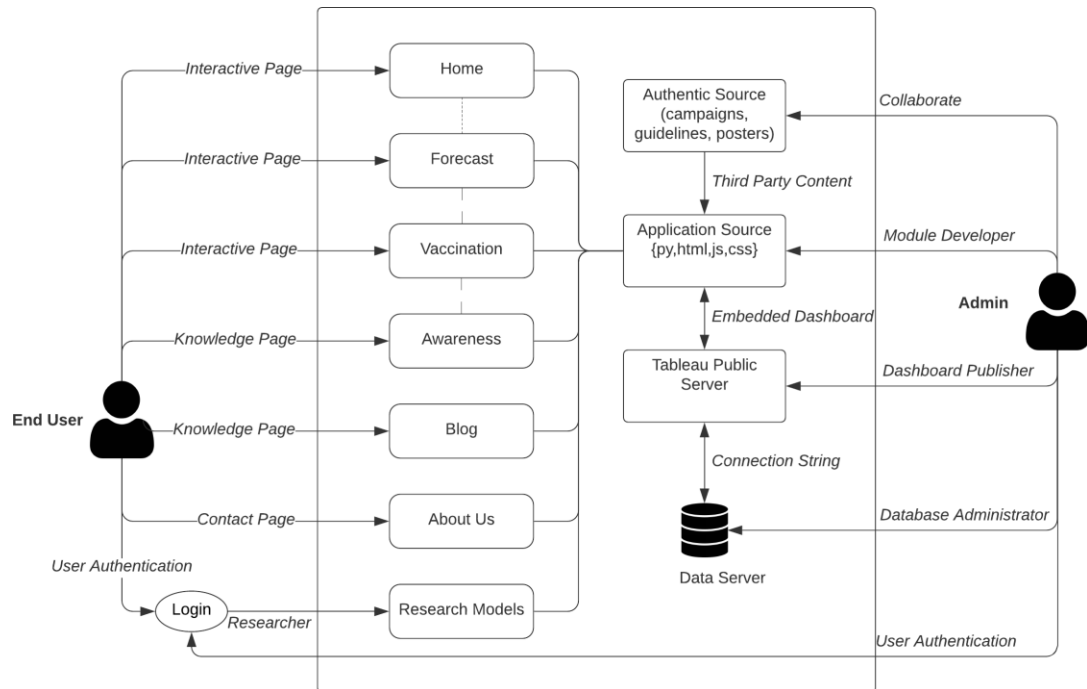 Interactive Page
Home
Authentic Source
(campaigns,
guidelines, posters)
Collaborate
Interactive Page
Forecast
Third Party Content
Interactive Page
Vaccination
Application Source
{py,html,js,css}
Module Developer
Admin
Embedded Dashboard
Knowledge Page
Awareness
Tableau Public
Server
Dashboard Publisher
End User
Knowledge Page
Blog
Connection String
Contact Page
About Us
Database Administrator
User Authentication
Data Server
Login
Researcher
Research Models
User Authentication